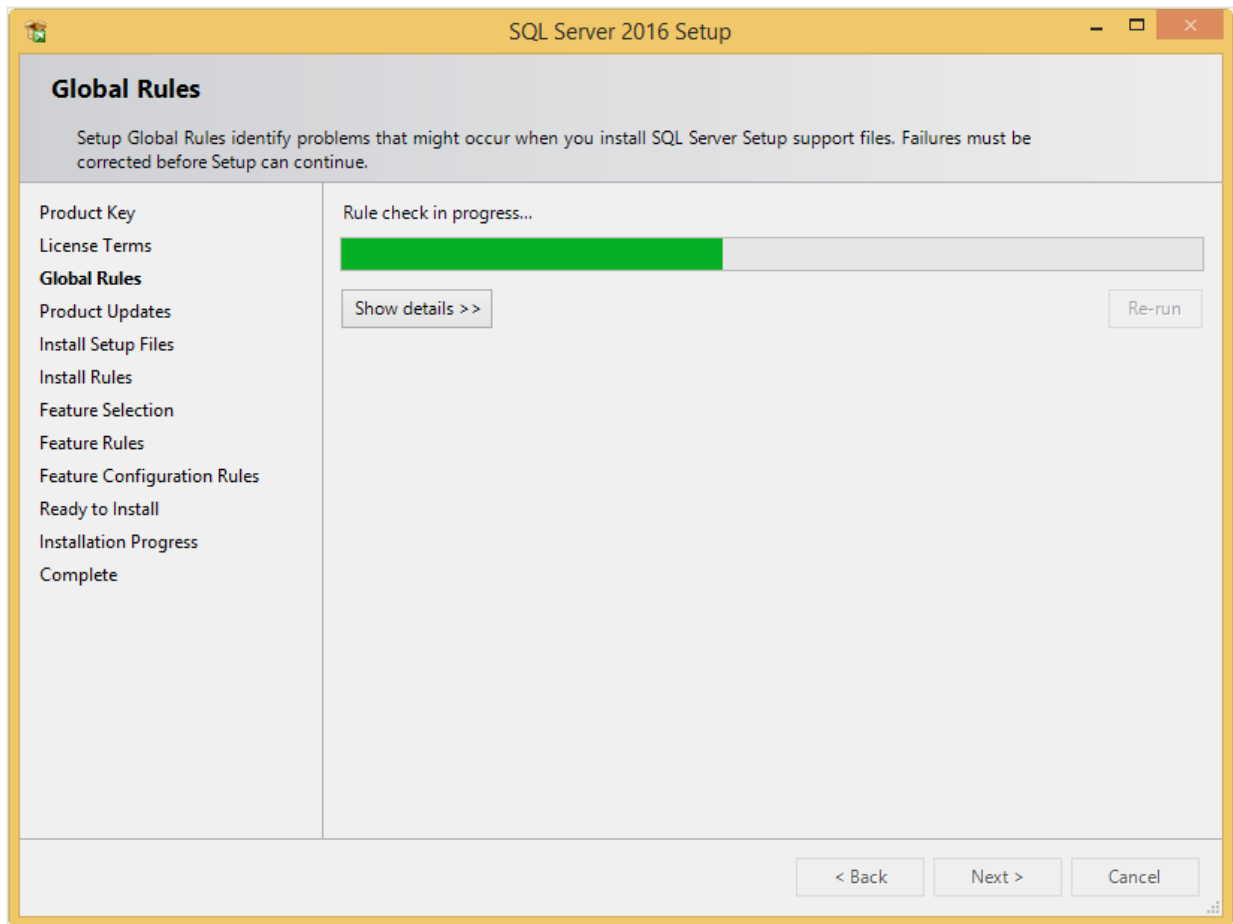 SQL Server 2016 Setup
Global Rules
Setup Global Rules identify problems that might occur when you install SQL Server Setup support files. Failures must be
corrected before Setup can continue.
Product Key
License Terms
Global Rules
Product Updates
Install Setup Files
Install Rules
Feature Selection
Feature Rules
Feature Configuration Rules
Ready to Install
Installation Progress
Complete
Rule check in progress...
Show details >>
Re-run
< Back
Next >
Cancel